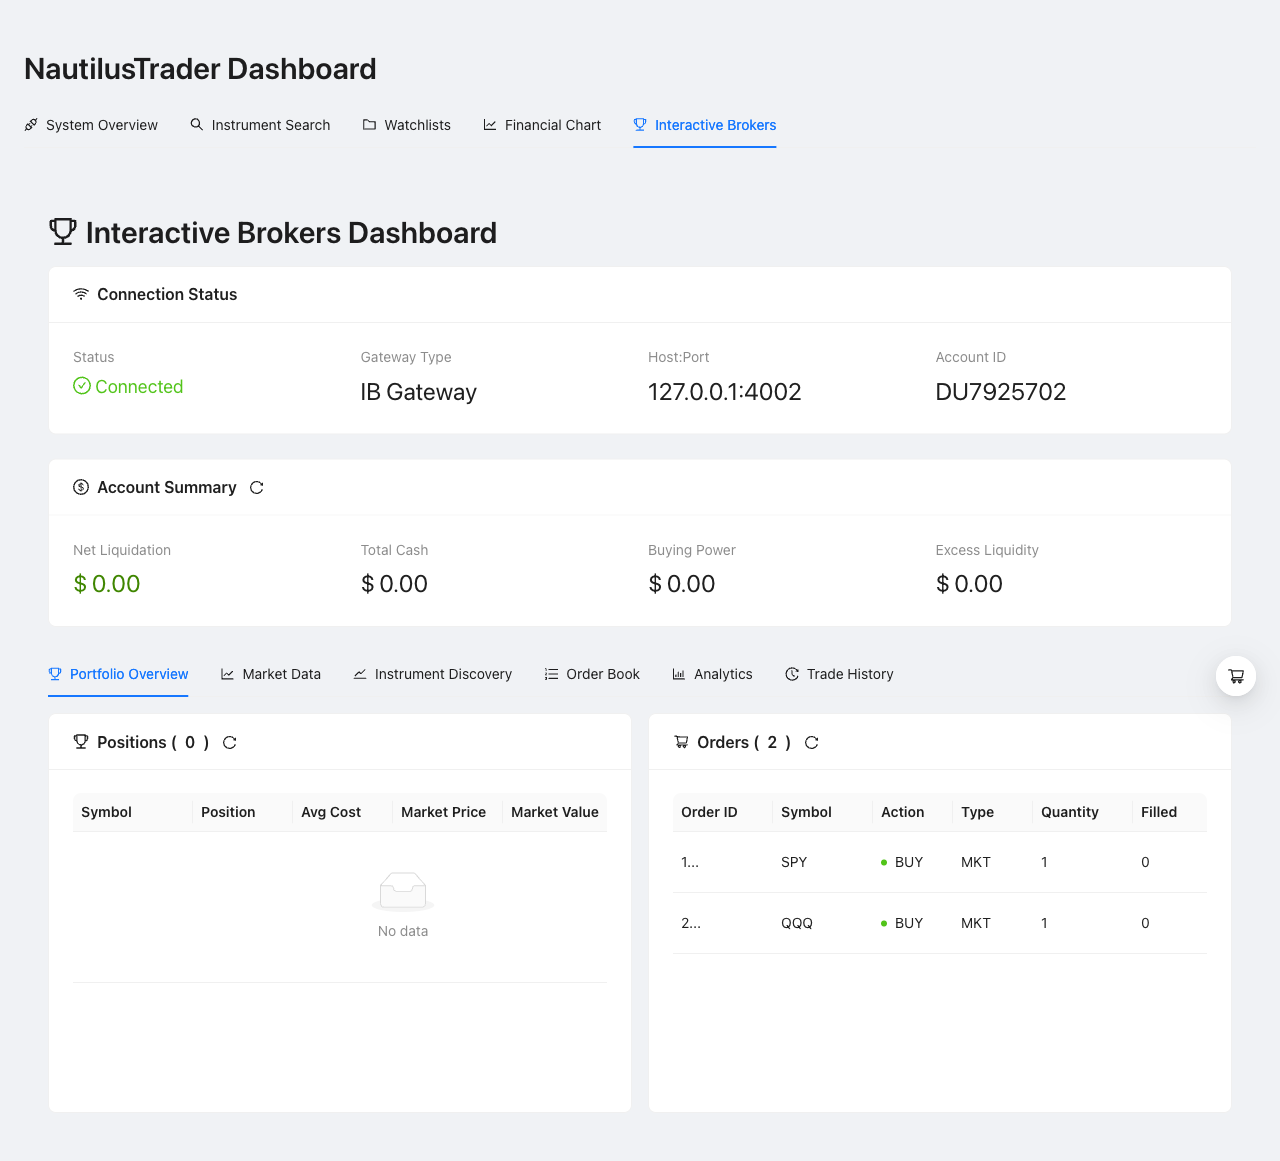 NautilusTrader Dashboard
System Overview Instrument Search Watchlists Financial Chart Interactive Brokers
Interactive Brokers Dashboard
Connection Status
Status Gateway Type Host:Port Account ID
Connected IB Gateway 127.0.0.1:4002 DU7925702
Account Summary
Net Liquidation Total Cash Buying Power Excess Liquidity
$ 0.00 $ 0.00 $ 0.00 $ 0.00
Portfolio Overview Market Data Instrument Discovery Order Book Analytics Trade History
Positions ( 0 )
Symbol Position Avg Cost Market Price Market Value
No data
Orders ( 2 )
Order ID Symbol Action Type Quantity Filled
1... SPY BUY MKT 1 0
2... QQQ BUY MKT 1 0